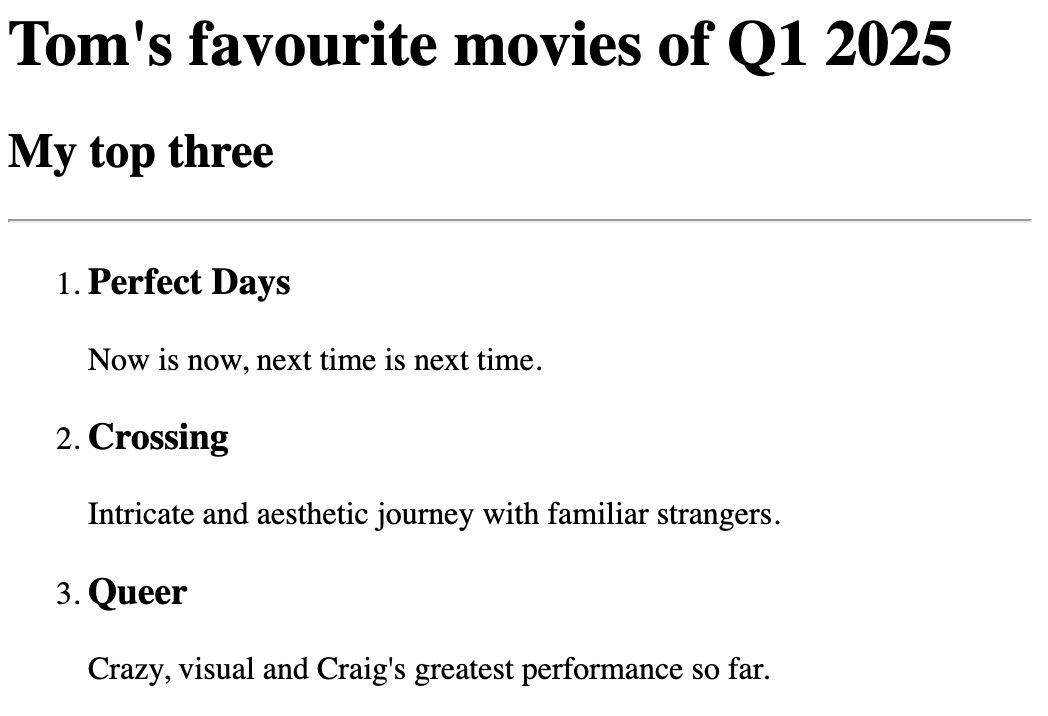 Tom's favourite movies of Q1 2025
My top three
1. Perfect Days
Now is now, next time is next time.
2. Crossing
Intricate and aesthetic journey with familiar strangers.
3. Queer
Crazy, visual and Craig's greatest performance so far.